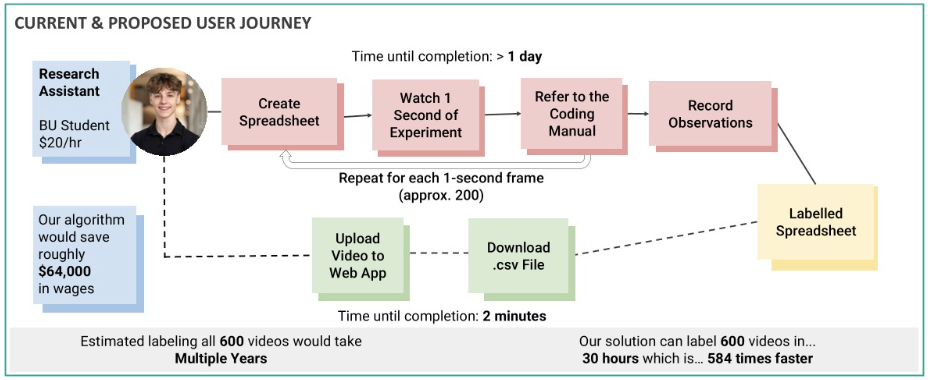 CURRENT & PROPOSED USER JOURNEY
Time until completion: > 1 day
Research
Assistant
BU Student
$20/hr
Create
Spreadsheet
Watch 1
Second of
Experiment
Refer to the
Coding
Manual
Record
Observations
Repeat for each 1-second frame
(approx. 200)
Labelled
Spreadsheet
Our algorithm
would save
roughly
$64,000
in wages
Upload
Video to
Web App
Download
.csv File
Time until completion: 2 minutes
Estimated labeling all 600 videos would take
Multiple Years
Our solution can label 600 videos in...
30 hours which is... 584 times faster